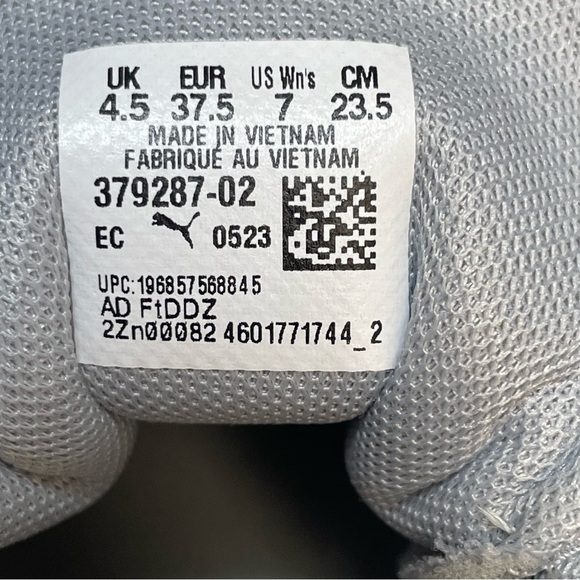 UK EUR US Wn's CM
4.5 37.5 7 23.5
MADE IN VIETNAM
FABRIQUÉ AU VIETNAM
379287-02
EC 0523
UPC:196857568845
AD FtDDZ
2Zn00082 4601771744_2